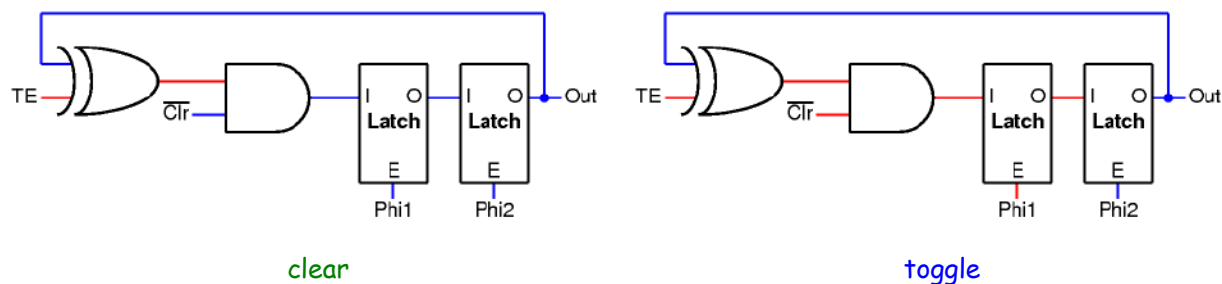 TE
Clr
I O
Latch
E
Phi1
I O
Latch
E
Phi2
Out
clear
TE
Clr
I O
Latch
E
Phi1
I O
Latch
E
Phi2
Out
toggle